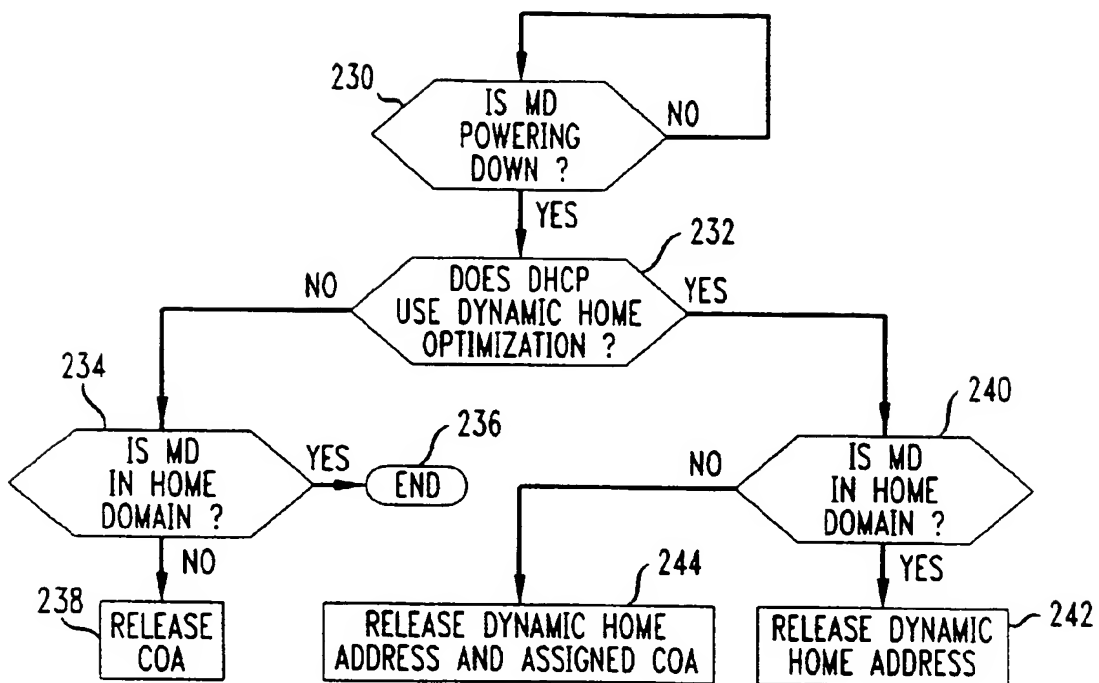 230
IS MD
POWERING
DOWN ?
NO
YES
232
DOES DHCP
USE DYNAMIC HOME
OPTIMIZATION ?
NO
YES
234
IS MD
IN HOME
DOMAIN ?
YES
236
END
NO
238
RELEASE
COA
240
IS MD
IN HOME
DOMAIN ?
NO
YES
244
RELEASE DYNAMIC HOME
ADDRESS AND ASSIGNED COA
242
RELEASE DYNAMIC
HOME ADDRESS